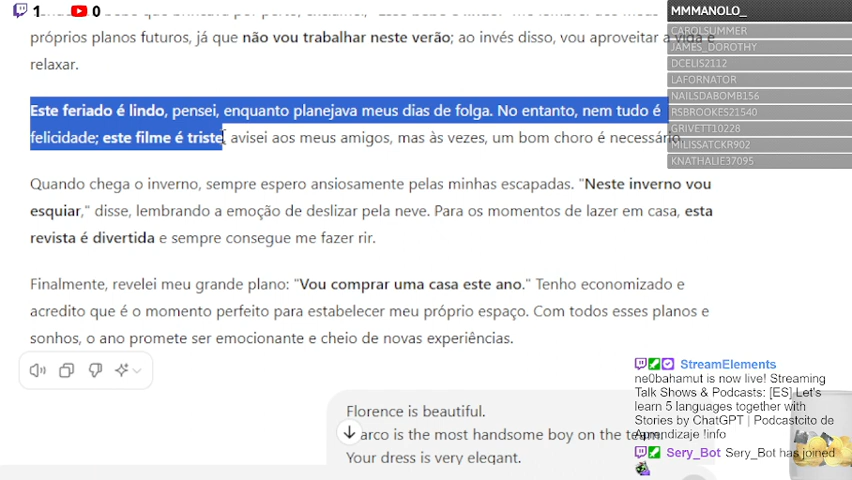 1
0
próprios planos futuros, já que não vou trabalhar neste verão; ao invés disso, vou aproveitar a vida e
relaxar.
Este feriado é lindo, pensei, enquanto planejava meus dias de folga. No entanto, nem tudo é
felicidade; este filme é triste, avisei aos meus amigos, mas às vezes, um bom choro é necessário
Quando chega o inverno, sempre espero ansiosamente pelas minhas escapadas. "Neste inverno vou
esquiar," disse, lembrando a emoção de deslizar pela neve. Para os momentos de lazer em casa, esta
revista é divertida e sempre consegue me fazer rir.
Finalmente, revelei meu grande plano: "Vou comprar uma casa este ano." Tenho economizado e
acredito que é o momento perfeito para estabelecer meu próprio espaço. Com todos esses planos e
sonhos, o ano promete ser emocionante e cheio de novas experiências.
Florence is beautiful.
arco is the most handsome boy on the team.
Your dress is very elegant.
MMMANOLO_
CAROLSUMMER
JAMES_DOROTHY
DCELIS2112
LAFORNATOR
NAILSDABOMB156
RSBROOKES21540
GRIVETT10228
MILISSATCKR902
KNATHALIE37095
StreamElements
ne0bahamut is now live! Streaming
Talk Shows & Podcasts: [ES] Let's
learn 5 languages together with
Stories by ChatGPT | Podcastcito de
Aprendizaje !info
Sery_Bot Sery_Bot has joined